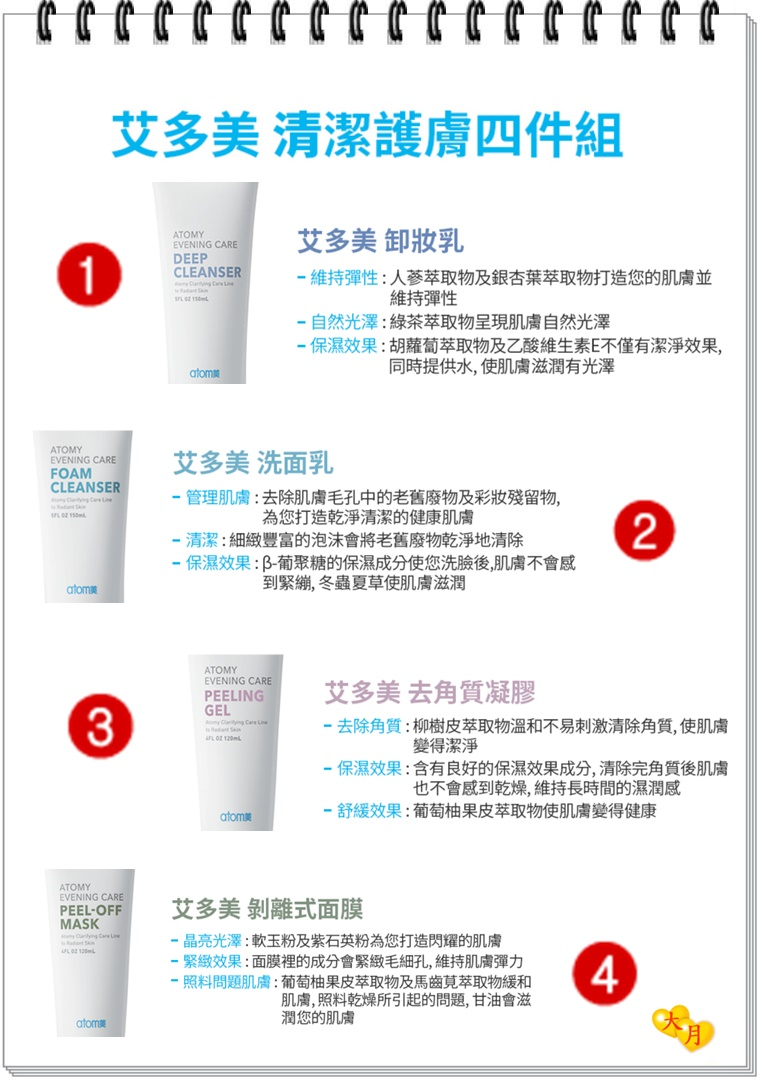 艾多美 清潔護膚四件組
ATOMY
EVENING CARE
DEEP
CLEANSER
Atomy Clarifying Care Line
to Radiant Skin
5FL OZ 150mL
atom美
1
艾多美 卸妝乳
- 維持彈性 : 人蔘萃取物及銀杏葉萃取物打造您的肌膚並
維持彈性
- 自然光澤 : 綠茶萃取物呈現肌膚自然光澤
- 保濕效果 : 胡蘿蔔萃取物及乙酸維生素E不僅有潔淨效果,
同時提供水, 使肌膚滋潤有光澤
ATOMY
EVENING CARE
FOAM
CLEANSER
Atomy Clarifying Care Line
to Radiant Skin
5FL OZ 150mL
atom美
艾多美 洗面乳
- 管理肌膚 : 去除肌膚毛孔中的老舊廢物及彩妝殘留物,
為您打造乾淨清潔的健康肌膚
- 清潔 : 細緻豐富的泡沫會將老舊廢物乾淨地清除
- 保濕效果 : β-葡聚糖的保濕成分使您洗臉後,肌膚不會感
到緊繃, 冬蟲夏草使肌膚滋潤
2
3
ATOMY
EVENING CARE
PEELING
GEL
Atomy Clarifying Care Line
to Radiant Skin
4FL OZ 120mL
atom美
艾多美 去角質凝膠
- 去除角質 : 柳樹皮萃取物溫和不易刺激清除角質, 使肌膚
變得潔淨
- 保濕效果 : 含有良好的保濕效果成分, 清除完角質後肌膚
也不會感到乾燥, 維持長時間的濕潤感
- 舒緩效果 : 葡萄柚果皮萃取物使肌膚變得健康
ATOMY
EVENING CARE
PEEL-OFF
MASK
Atomy Clarifying Care Line
to Radiant Skin
4FL OZ 120mL
atom美
艾多美 剝離式面膜
- 晶亮光澤 : 軟玉粉及紫石英粉為您打造閃耀的肌膚
- 緊緻效果 : 面膜裡的成分會緊緻毛細孔, 維持肌膚彈力
- 照料問題肌膚 : 葡萄柚果皮萃取物及馬齒莧萃取物緩和
肌膚, 照料乾燥所引起的問題, 甘油會滋
潤您的肌膚
4
大
月